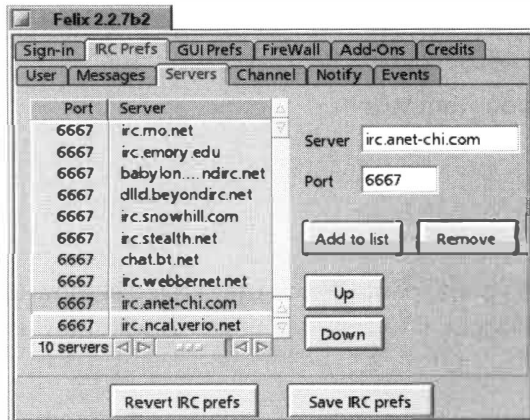 Felix 2.2.7b2
Sign-in IRC Prefs GUI Prefs FireWall Add-Ons Credits
User Messages Servers Channel Notify Events
Port Server
6667 irc.mo.net
6667 irc.emory.edu
6667 babylon....ndirc.net
6667 dlld.beyondirc.net
6667 irc.snowhill.com
6667 irc.stealth.net
6667 chat.bt.net
6667 irc.webbernet.net
6667 irc.anet-chi.com
6667 irc.ncal.verio.net
10 servers
Server irc.anet-chi.com
Port 6667
Add to list Remove
Up
Down
Revert IRC prefs Save IRC prefs